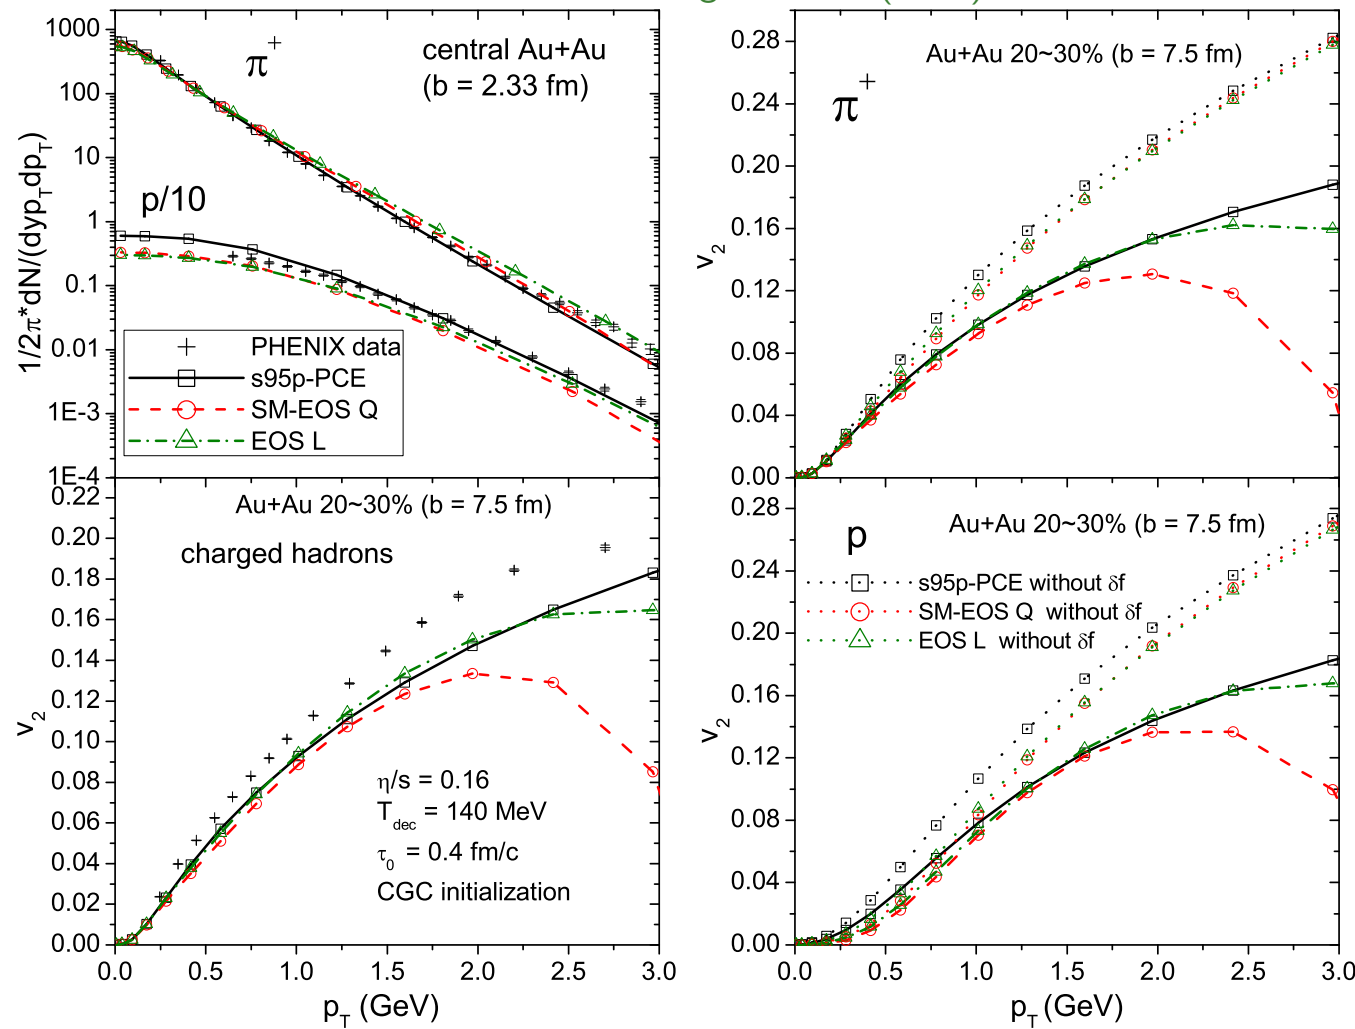 π+
central Au+Au
(b = 2.33 fm)
p/10
PHENIX data
s95p-PCE
SM-EOS Q
EOS L
1000
100
10
1
0.1
0.01
1E-3
1E-4
1/2π*dN/(dyp_Tdp_T)
Au+Au 20~30% (b = 7.5 fm)
π+
0.28
0.24
0.20
0.16
0.12
0.08
0.04
0.00
v_2
Au+Au 20~30% (b = 7.5 fm)
charged hadrons
η/s = 0.16
T_dec = 140 MeV
τ_0 = 0.4 fm/c
CGC initialization
0.22
0.20
0.18
0.16
0.14
0.12
0.10
0.08
0.06
0.04
0.02
0.00
v_2
0.0 0.5 1.0 1.5 2.0 2.5 3.0
p_T (GeV)
Au+Au 20~30% (b = 7.5 fm)
p
s95p-PCE without δf
SM-EOS Q without δf
EOS L without δf
0.28
0.24
0.20
0.16
0.12
0.08
0.04
0.00
v_2
0.0 0.5 1.0 1.5 2.0 2.5 3.0
p_T (GeV)